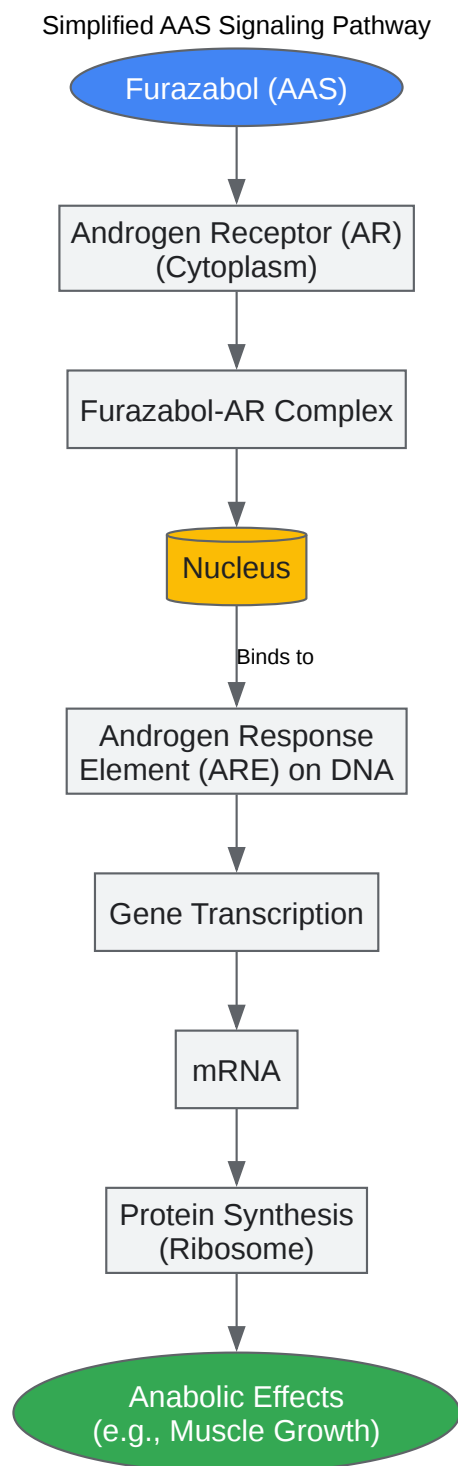 Simplified AAS Signaling Pathway
Furazabol (AAS)
Androgen Receptor (AR)
(Cytoplasm)
Furazabol-AR Complex
Nucleus
Binds to
Androgen Response
Element (ARE) on DNA
Gene Transcription
mRNA
Protein Synthesis
(Ribosome)
Anabolic Effects
(e.g., Muscle Growth)